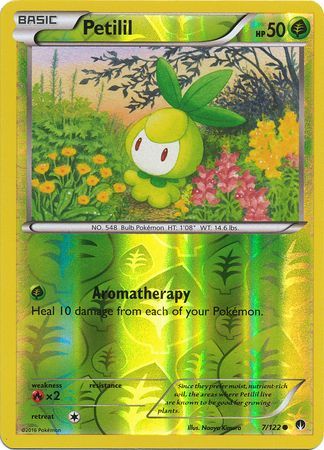 BASIC
Petilil
HP 50
NO. 548 Bulb Pokémon HT: 1'08" WT: 14.6 lbs.
Aromatherapy
Heal 10 damage from each of your Pokémon.
weakness
×2
resistance
retreat
Since they prefer moist, nutrient-
rich soil, the areas where Petilil live
are known to be good for growing
plants.
©2016 Pokémon
Illus. Naoyo Kimura
7/122